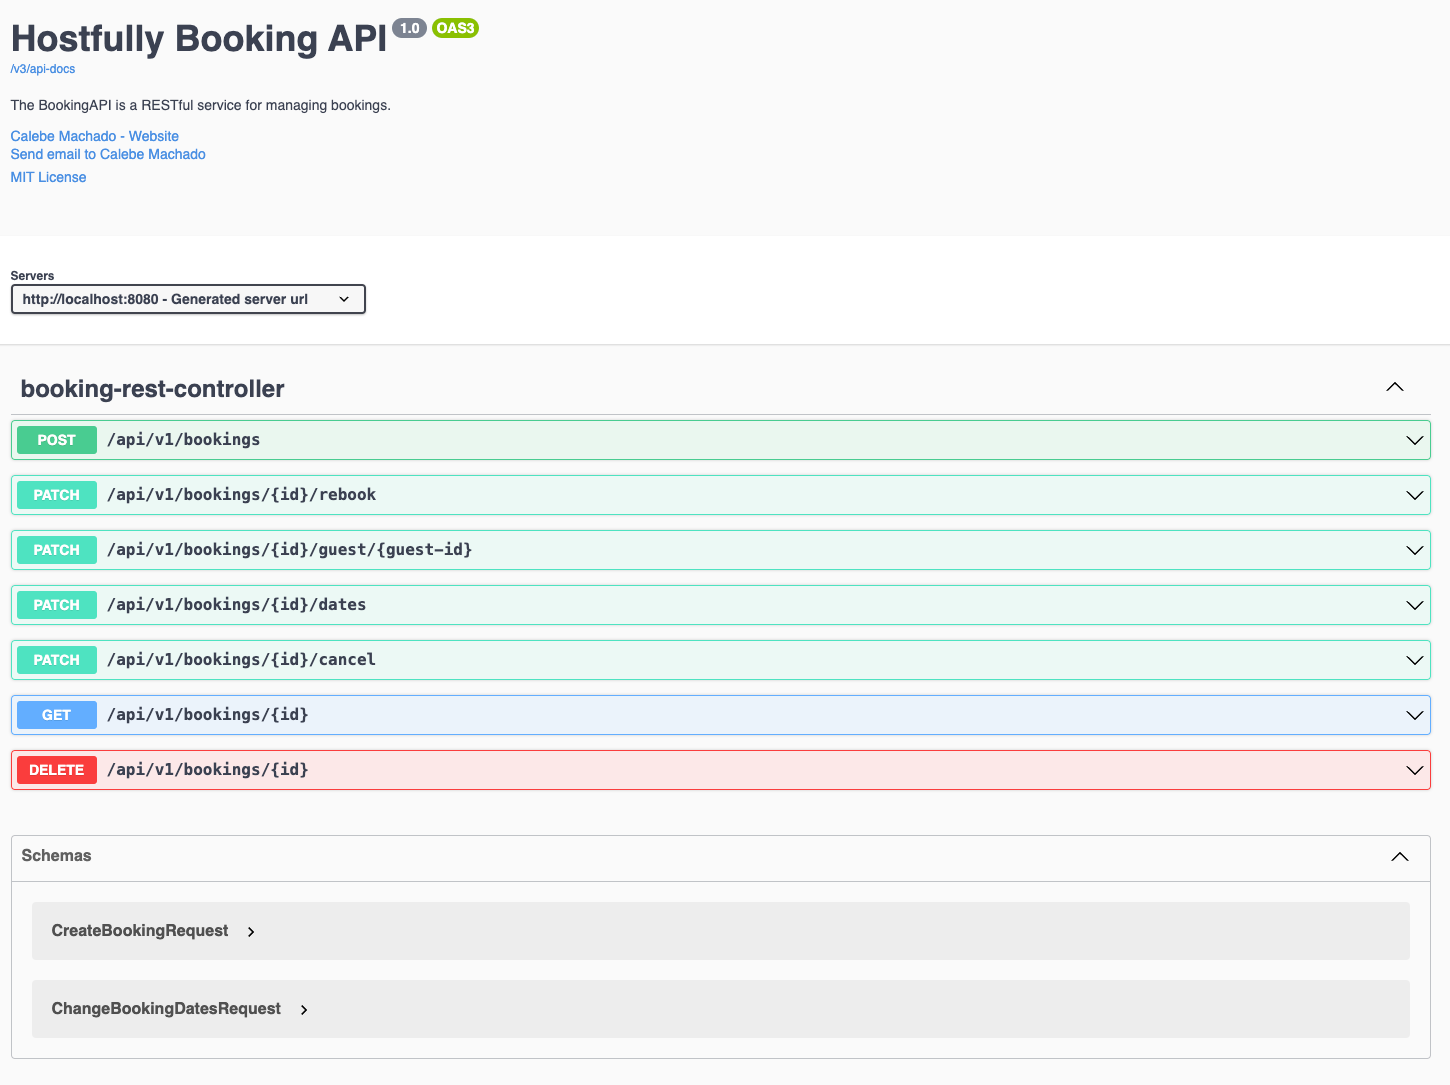 Hostfully Booking API 1.0 OAS3
/v3/api-docs
The BookingAPI is a RESTful service for managing bookings.
Calebe Machado - Website
Send email to Calebe Machado
MIT License
Servers
http://localhost:8080 - Generated server url
booking-rest-controller
POST /api/v1/bookings
PATCH /api/v1/bookings/{id}/rebook
PATCH /api/v1/bookings/{id}/guest/{guest-id}
PATCH /api/v1/bookings/{id}/dates
PATCH /api/v1/bookings/{id}/cancel
GET /api/v1/bookings/{id}
DELETE /api/v1/bookings/{id}
Schemas
CreateBookingRequest
ChangeBookingDatesRequest